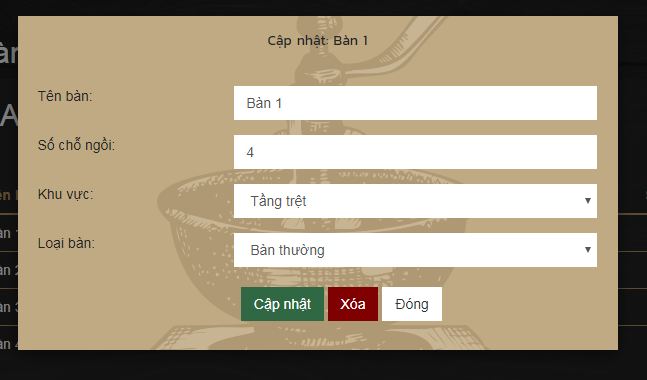 Cập nhật: Bàn 1
Tên bàn:
Bàn 1
Số chỗ ngồi:
4
Khu vực:
Tầng trệt
Loại bàn:
Bàn thường
Cập nhật
Xóa
Đóng